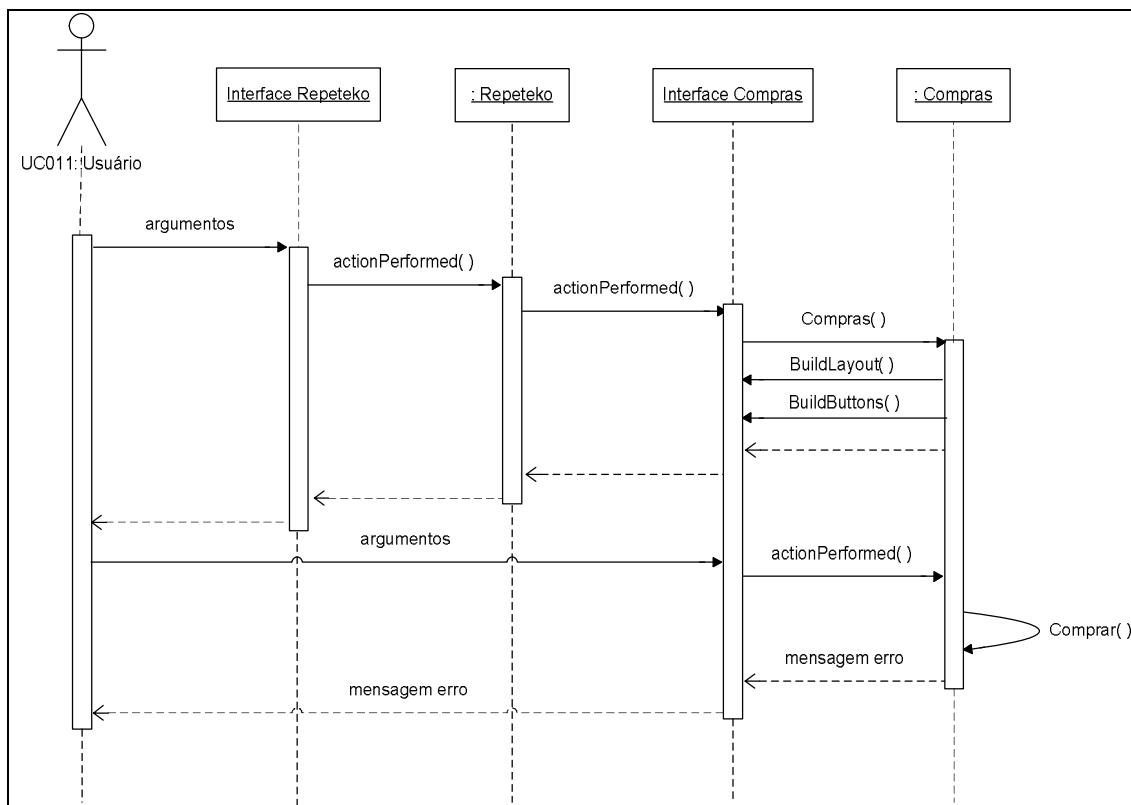 Interface Repeteko
: Repeteko
Interface Compras
: Compras
UC011: Usuário
argumentos
actionPerformed( )
actionPerformed( )
Compras( )
BuildLayout( )
BuildButtons( )
argumentos
actionPerformed( )
Comprar( )
mensagem erro
mensagem erro